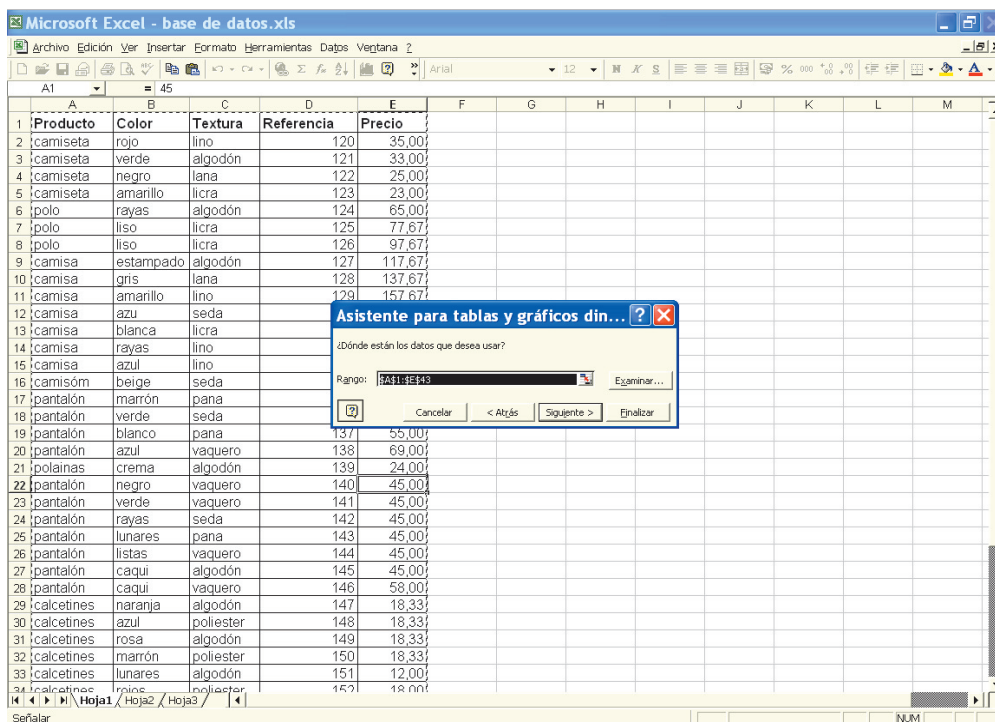 Microsoft Excel - base de datos.xls
Archivo Edición Ver Insertar Formato Herramientas Datos Ventana ?
Arial 12 N K S % 000
A1 = 45
A B C D E F G H I J K L M
1 Producto Color Textura Referencia Precio
2 camiseta rojo lino 120 35,00
3 camiseta verde algodón 121 33,00
4 camiseta negro lana 122 25,00
5 camiseta amarillo licra 123 23,00
6 polo rayas algodón 124 65,00
7 polo liso licra 125 77,67
8 polo liso licra 126 97,67
9 camisa estampado algodón 127 117,67
10 camisa gris lana 128 137,67
11 camisa amarillo lino 129 157,67
12 camisa azu seda
13 camisa blanca licra
14 camisa rayas lino
15 camisa azul lino
16 camisóm beige seda
17 pantalón marrón pana
18 pantalón verde seda
19 pantalón blanco pana 137 55,00
20 pantalón azul vaquero 138 69,00
21 polainas crema algodón 139 24,00
22 pantalón negro vaquero 140 45,00
23 pantalón verde vaquero 141 45,00
24 pantalón rayas seda 142 45,00
25 pantalón lunares pana 143 45,00
26 pantalón listas vaquero 144 45,00
27 pantalón caqui algodón 145 45,00
28 pantalón caqui vaquero 146 58,00
29 calcetines naranja algodón 147 18,33
30 calcetines azul poliester 148 18,33
31 calcetines rosa algodón 149 18,33
32 calcetines marrón poliester 150 18,33
33 calcetines lunares algodón 151 12,00
34 calcetines rojos poliester 152 18,00
Asistente para tablas y gráficos din... ?
¿Dónde están los datos que desea usar?
Rango: $A$1:$E$43 Examinar...
? Cancelar < Atrás Siguiente > Finalizar
Hoja1 / Hoja2 / Hoja3 /
Señalar NUM